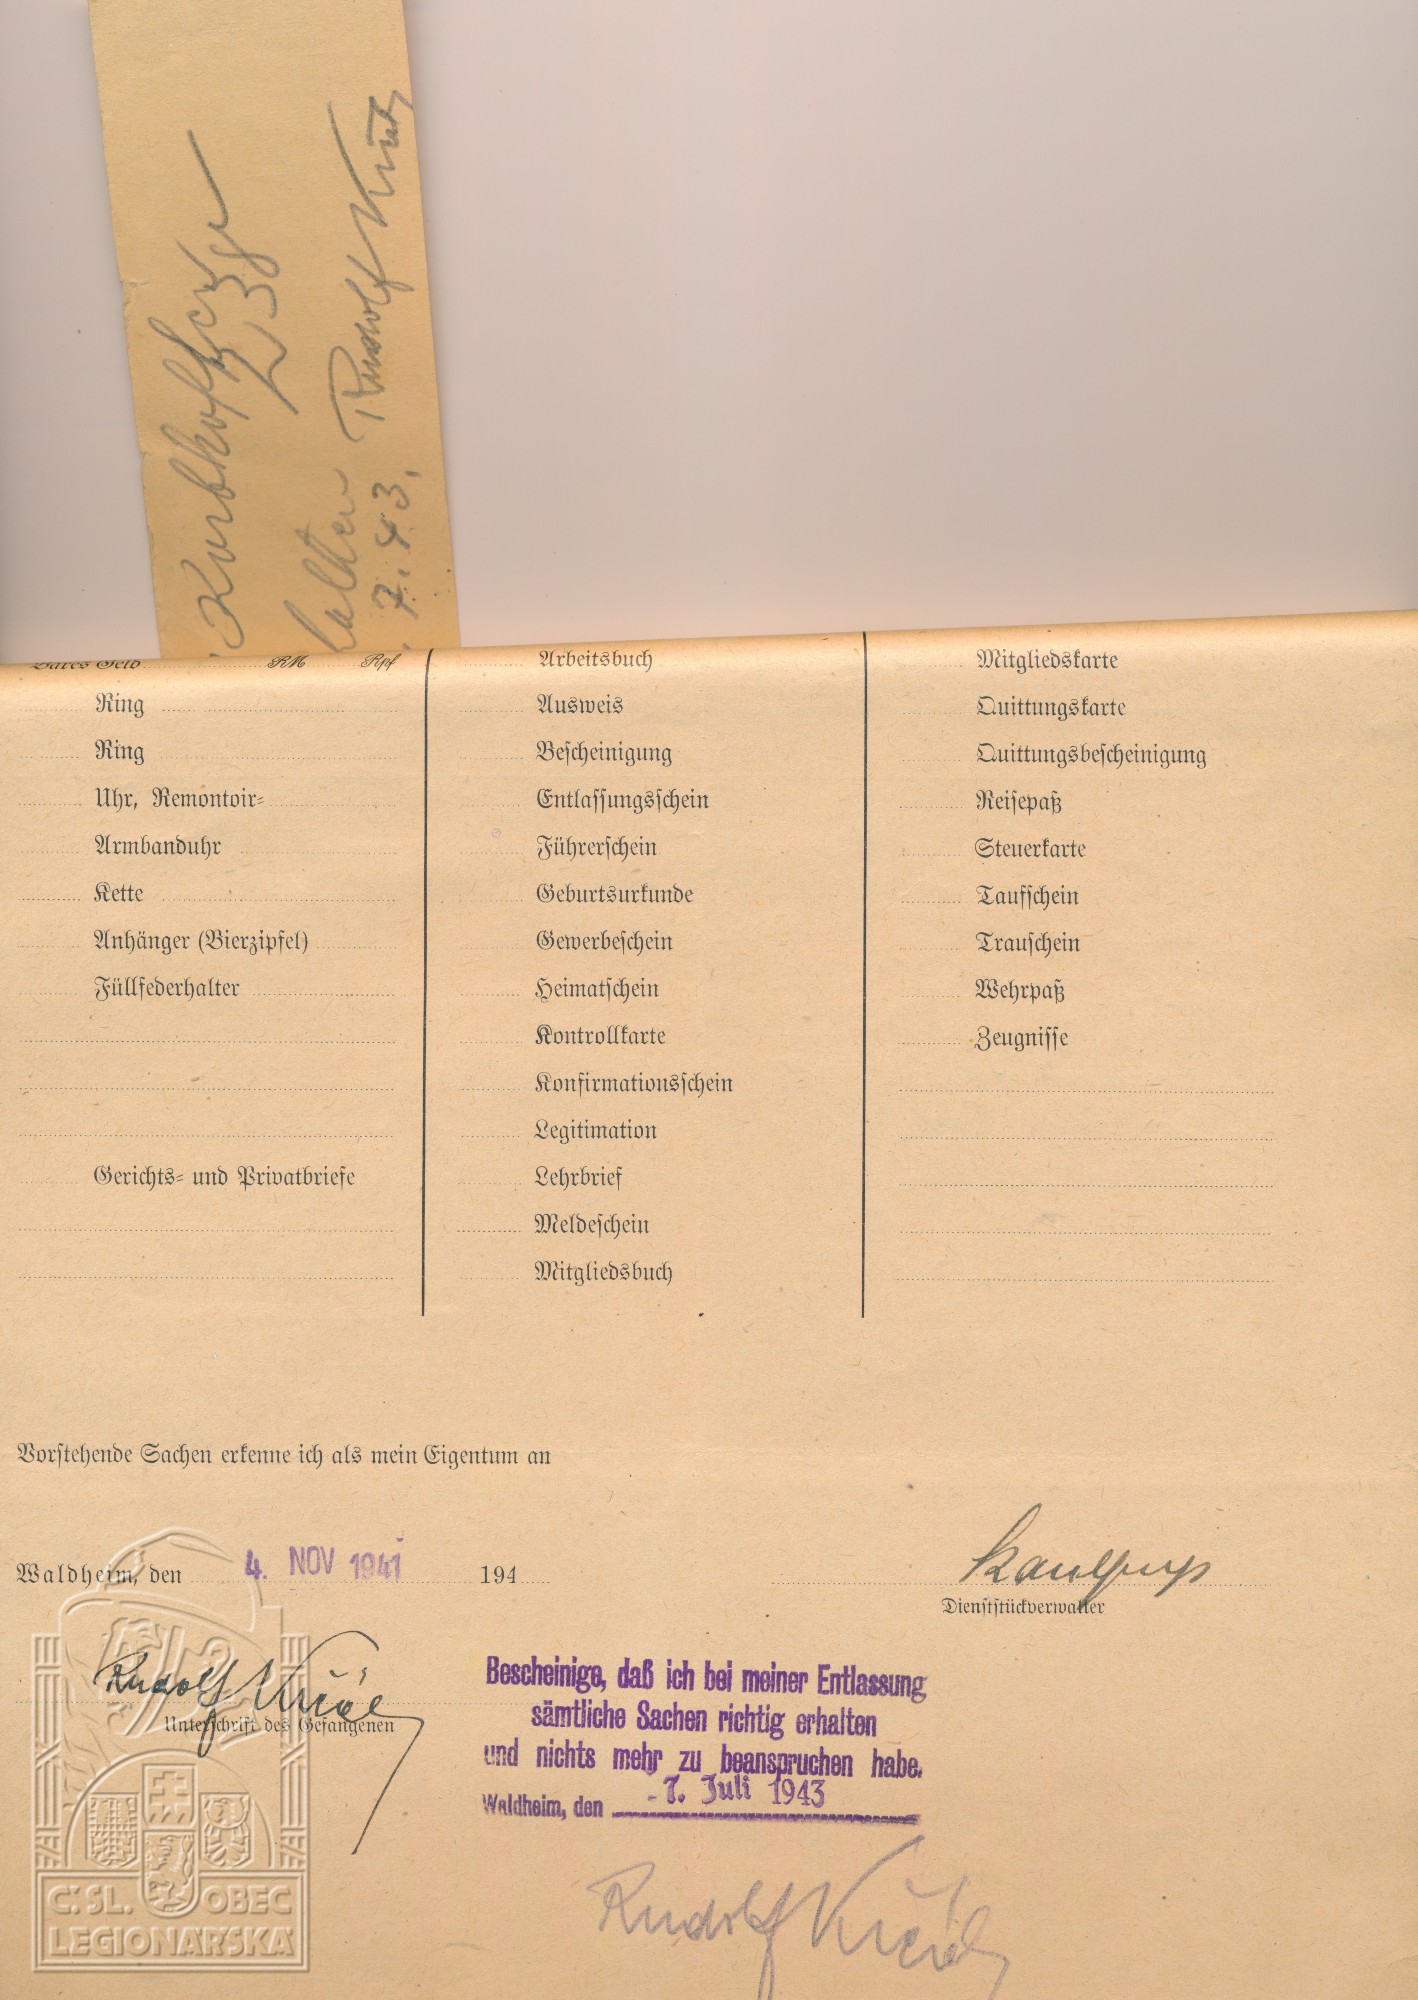 Rudolf
7. 43.
Bares Geld RM Rpf
Ring
Ring
Uhr, Remontoir-
Armbanduhr
Kette
Anhänger (Bierzipfel)
Füllfederhalter
Gerichts- und Privatbriefe
Arbeitsbuch
Ausweis
Bescheinigung
Entlassungsschein
Führerschein
Geburtsurkunde
Gewerbeschein
Heimatschein
Kontrollkarte
Konfirmationsschein
Legitimation
Lehrbrief
Meldeschein
Mitgliedsbuch
Mitgliedskarte
Quittungskarte
Quittungsbescheinigung
Reisepaß
Steuerkarte
Taufschein
Trauschein
Wehrpaß
Zeugnisse
Vorstehende Sachen erkenne ich als mein Eigentum an
Waldheim, den 4. NOV 1941 194
Dienststückverwalter
Rudolf
Unterschrift des Gefangenen
Bescheinige, daß ich bei meiner Entlassung
sämtliche Sachen richtig erhalten
und nichts mehr zu beanspruchen habe.
Waldheim, den -7. Juli 1943
Rudolf
Č.SL. OBEC
LEGIONÁŘSKÁ